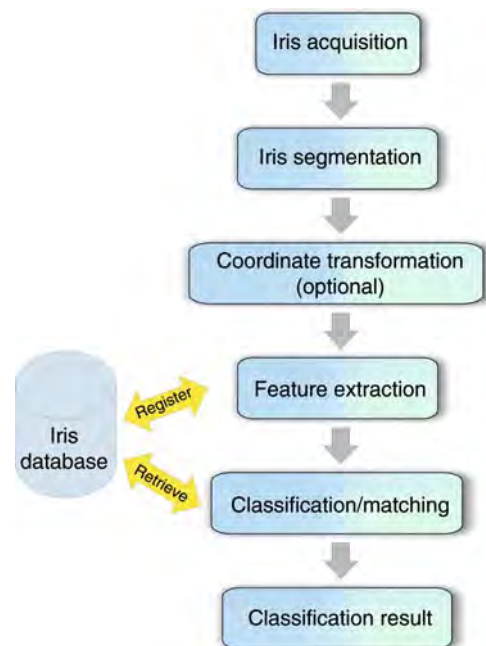 Iris acquisition
Iris segmentation
Coordinate transformation
(optional)
Feature extraction
Register
Iris
database
Retrieve
Classification/matching
Classification result